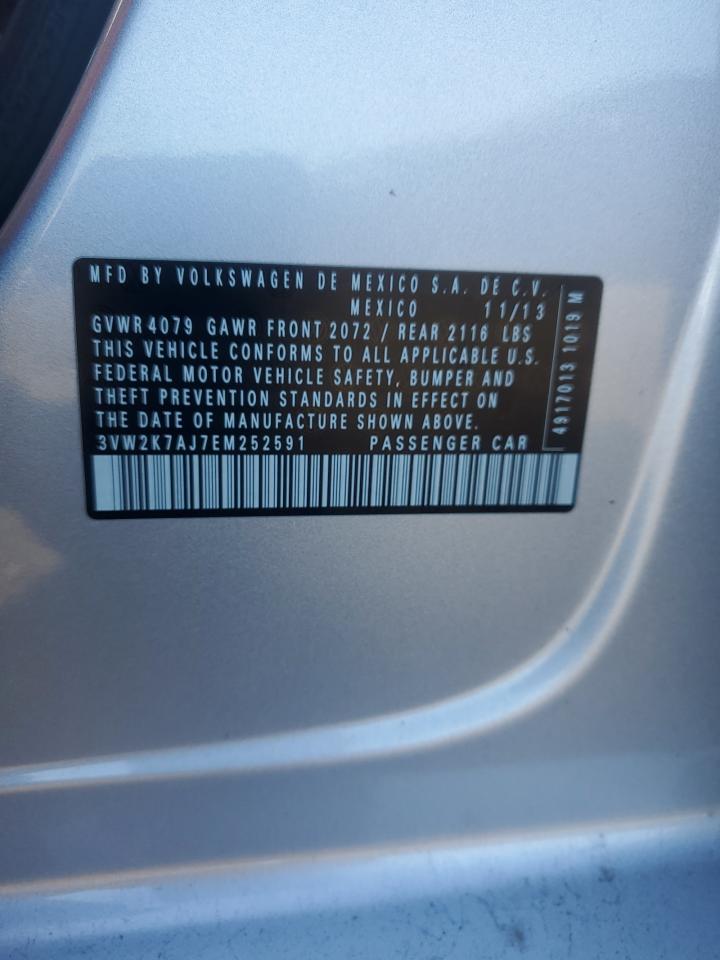 MFD BY VOLKSWAGEN DE MEXICO S.A. DE C.V.
MEXICO 11/13
GVWR 4079 GAWR FRONT 2072 / REAR 2116 LBS
THIS VEHICLE CONFORMS TO ALL APPLICABLE U.S.
FEDERAL MOTOR VEHICLE SAFETY, BUMPER AND
THEFT PREVENTION STANDARDS IN EFFECT ON
THE DATE OF MANUFACTURE SHOWN ABOVE.
3VW2K7AJ7EM252591 PASSENGER CAR
4917013 1019 M